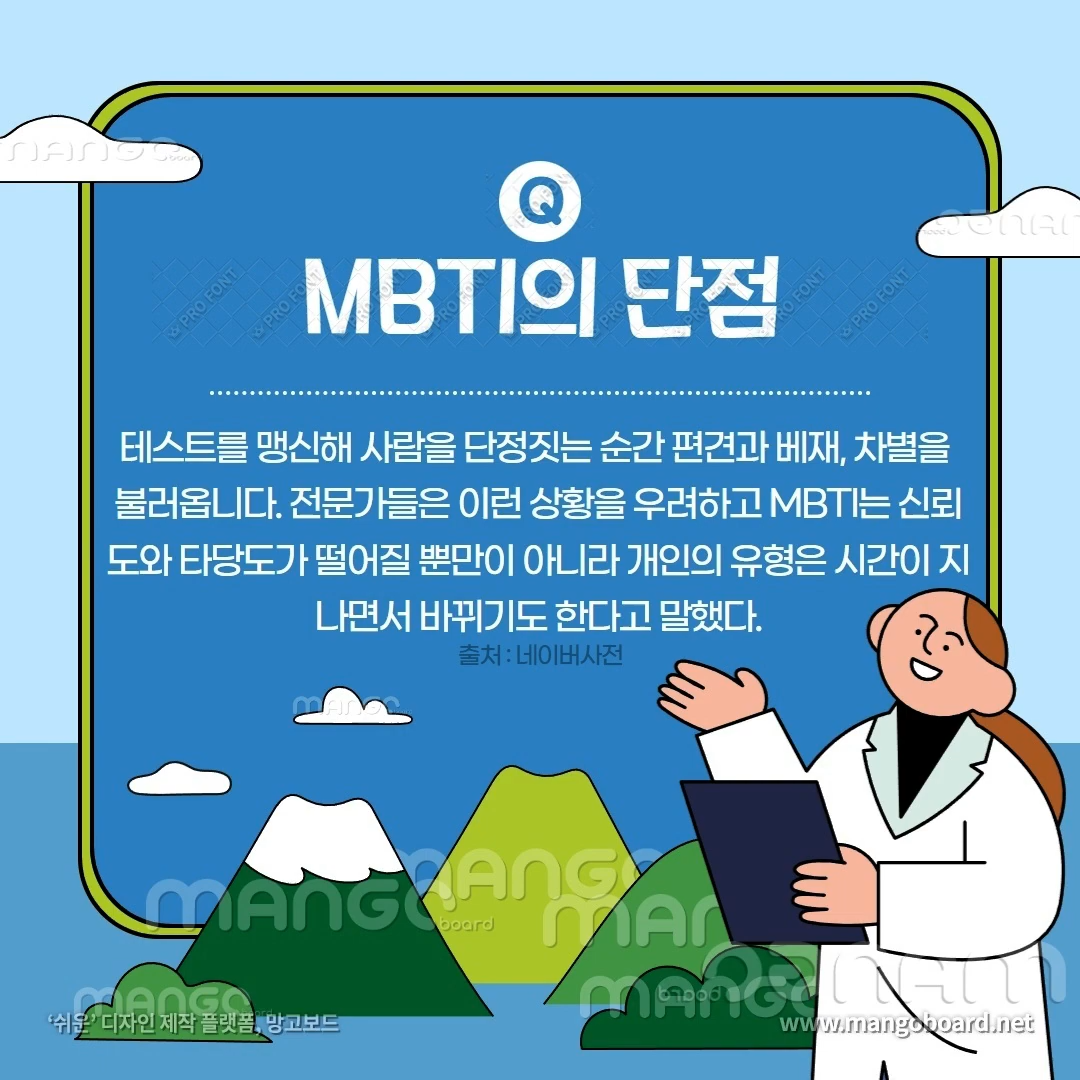 Q
MBTI의 단점
테스트를 맹신해 사람을 단정짓는 순간 편견과 베재, 차별을
불러옵니다. 전문가들은 이런 상황을 우려하고 MBTI는 신뢰
도와 타당도가 떨어질 뿐만이 아니라 개인의 유형은 시간이 지
나면서 바뀌기도 한다고 말했다.
출처 : 네이버사전
mango board
‘쉬운’ 디자인 제작 플랫폼, 망고보드
www.mangoboard.net